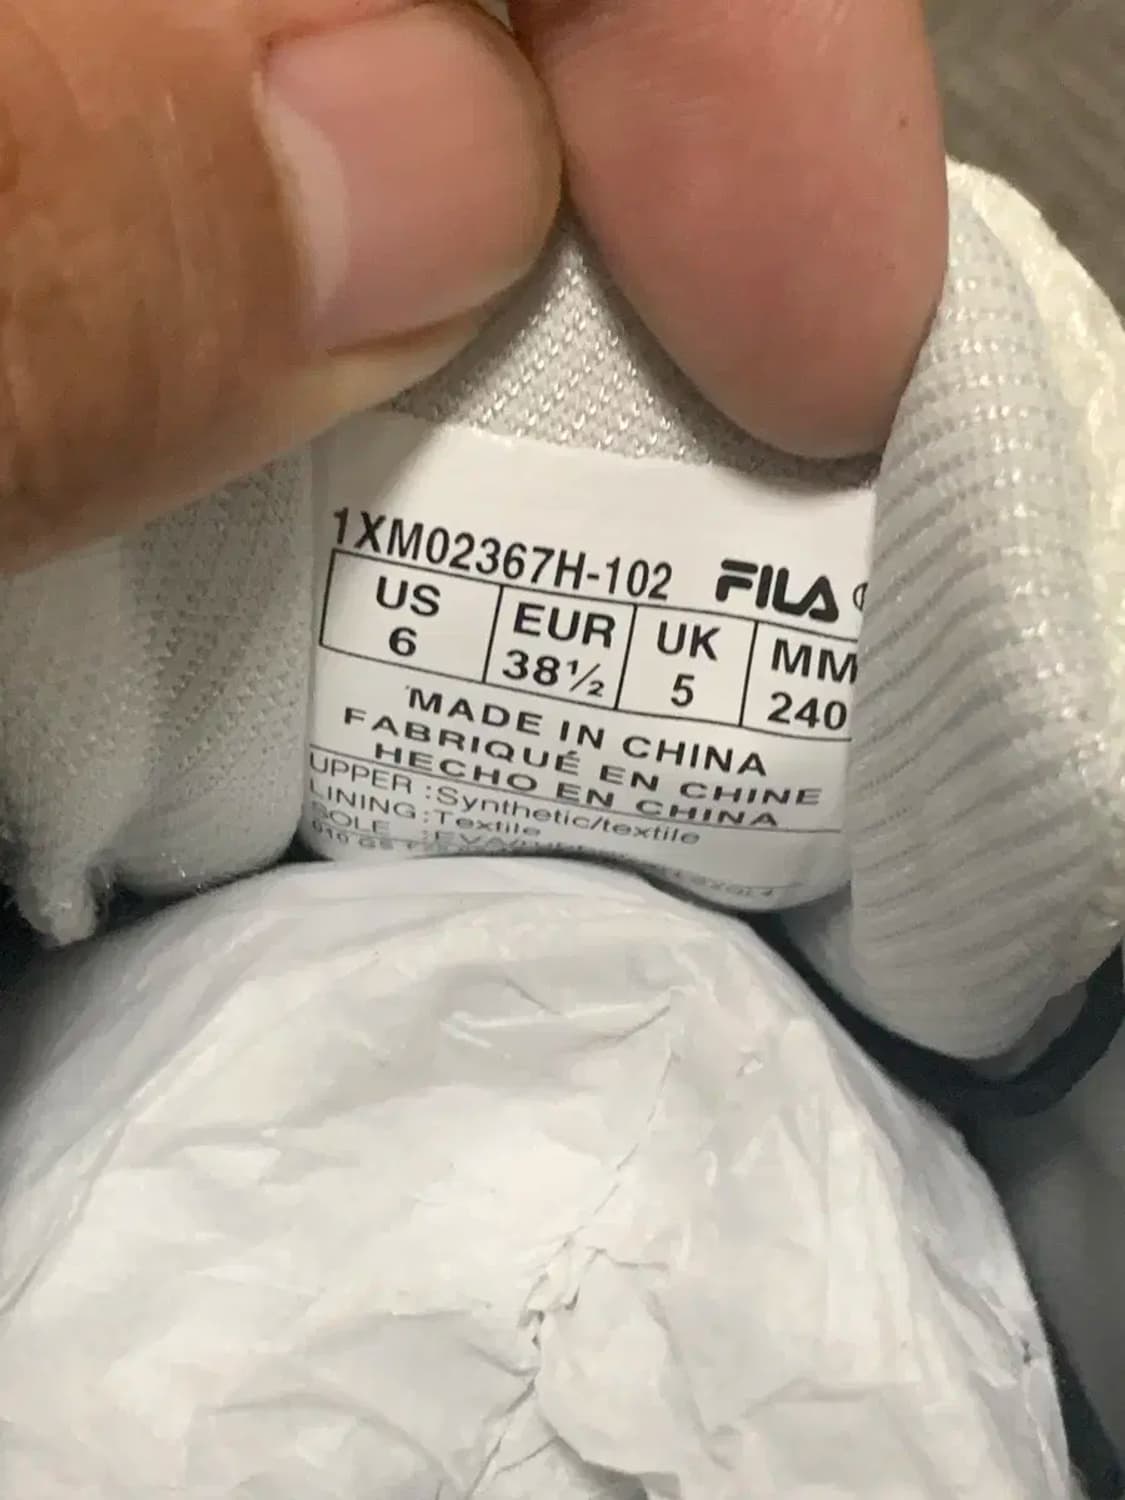 1XM02367H-102 FILA
US EUR UK MM
6 38½ 5 240
MADE IN CHINA
FABRIQUÉ EN CHINE
HECHO EN CHINA
UPPER :Synthetic/textile
LINING:Textile
SOLE :EVA